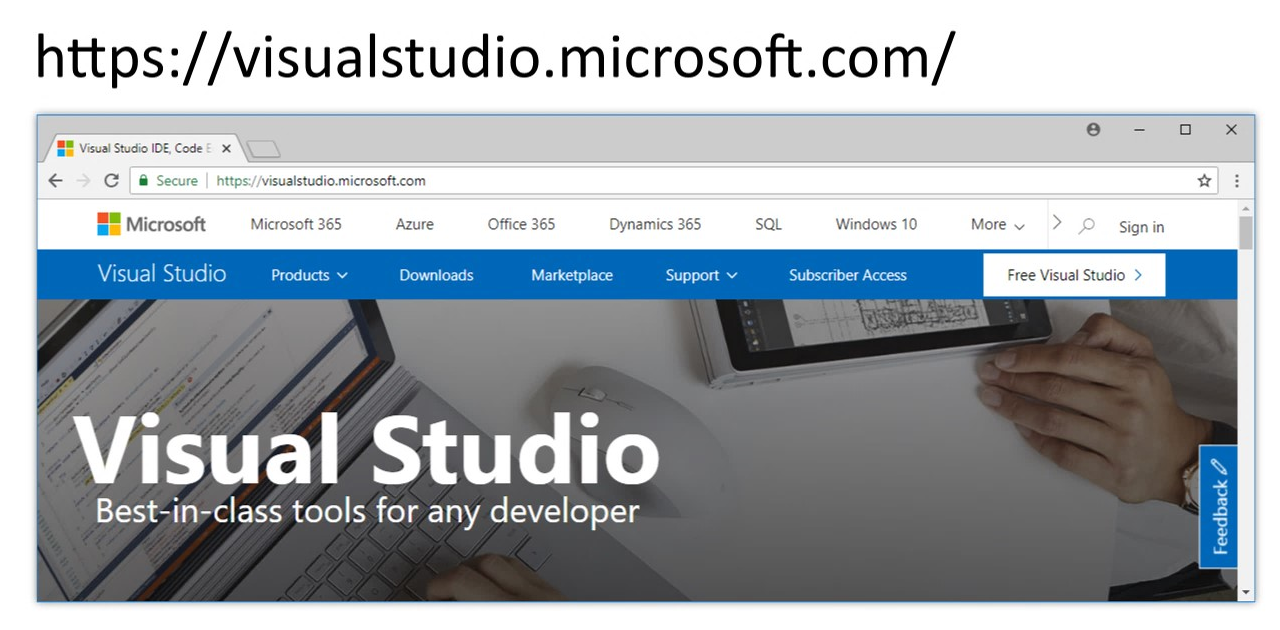 https://visualstudio.microsoft.com/
Visual Studio IDE, Code E
Secure | https://visualstudio.microsoft.com
Microsoft Microsoft 365 Azure Office 365 Dynamics 365 SQL Windows 10 More Sign in
Visual Studio Products Downloads Marketplace Support Subscriber Access Free Visual Studio
Visual Studio
Best-in-class tools for any developer
Feedback